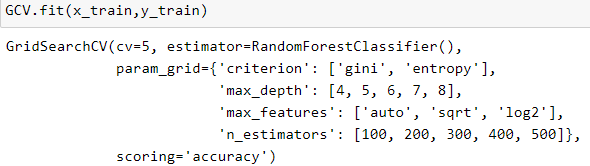 GCV.fit(x_train,y_train)
GridSearchCV(cv=5, estimator=RandomForestClassifier(),
             param_grid={'criterion': ['gini', 'entropy'],
                         'max_depth': [4, 5, 6, 7, 8],
                         'max_features': ['auto', 'sqrt', 'log2'],
                         'n_estimators': [100, 200, 300, 400, 500]},
             scoring='accuracy')